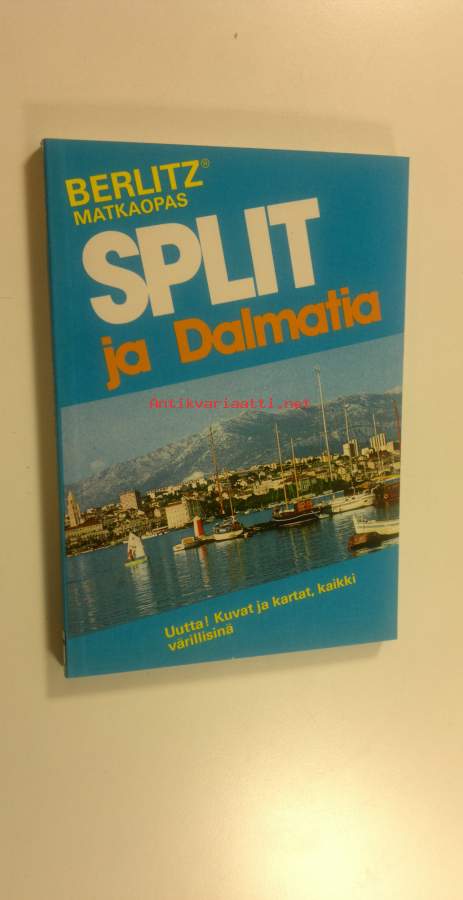 BERLITZ®
MATKAOPAS
SPLIT
ja Dalmatia
Antikvariaatti.net
Uutta! Kuvat ja kartat, kaikki
värillisinä